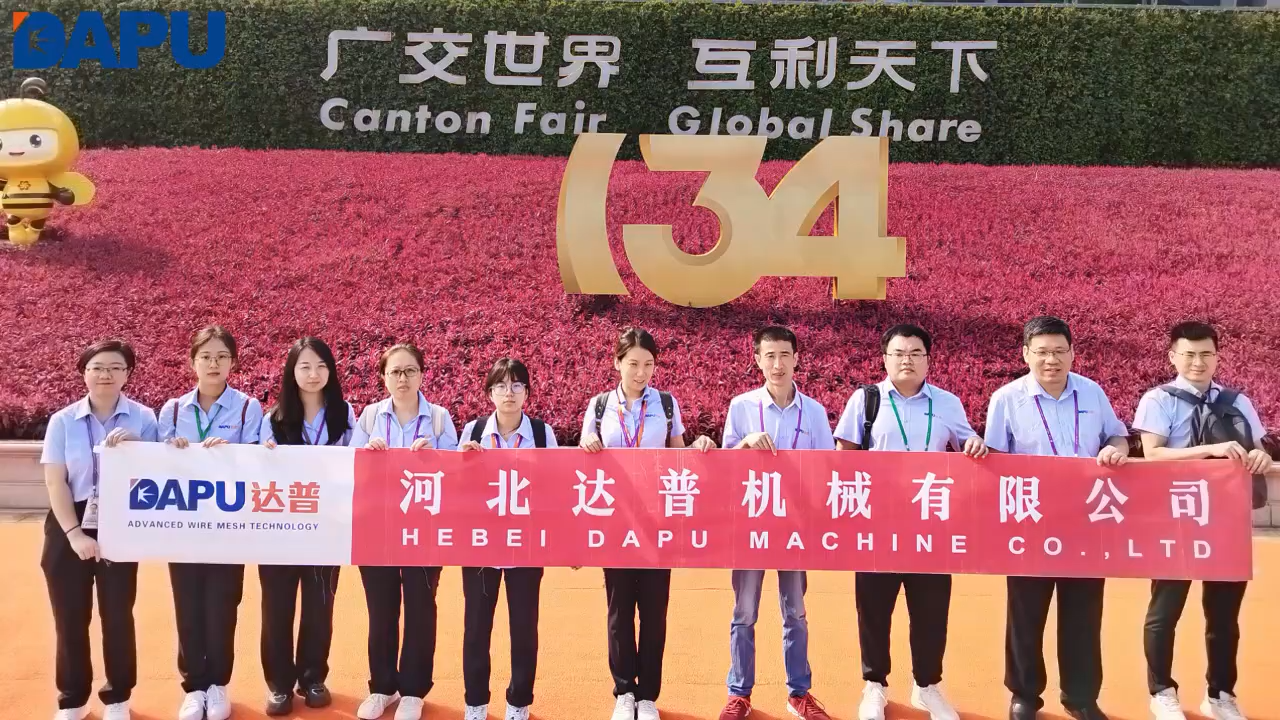 DAPU
广交世界 互利天下
Canton Fair Global Share
134
DAPU达普
ADVANCED WIRE MESH TECHNOLOGY
河北达普机械有限公司
HEBEI DAPU MACHINE CO.,LTD